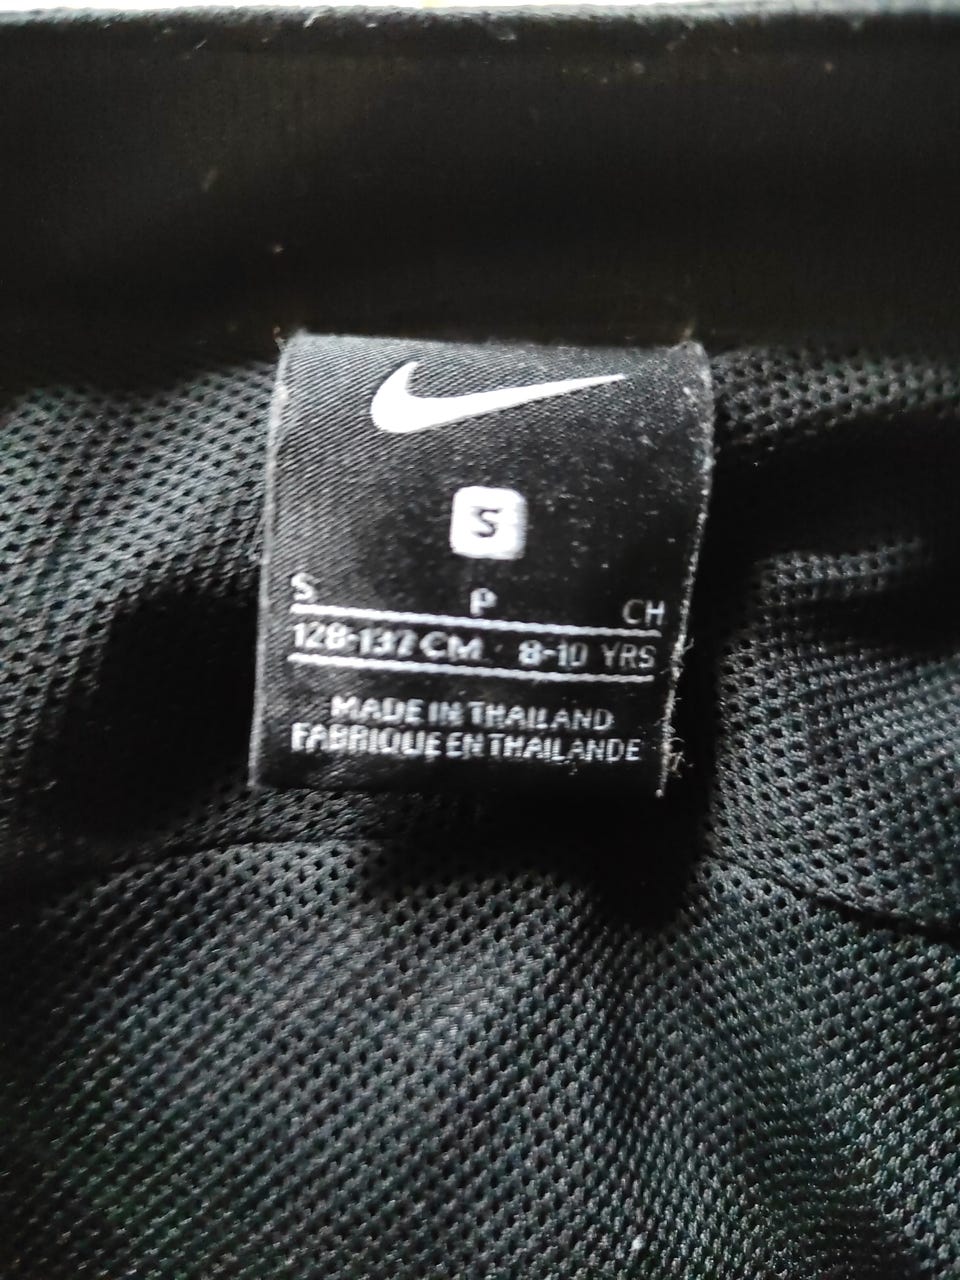 S
S P CH
128-137 CM 8-10 YRS
MADE IN THAILAND
FABRIQUE EN THAILANDE